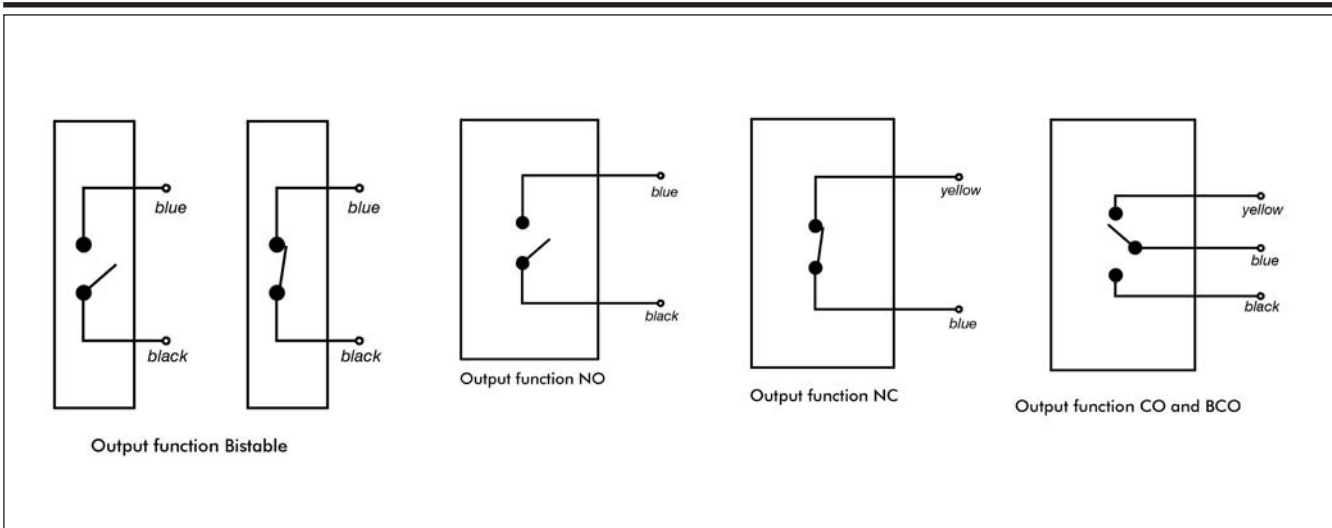 blue
black
blue
black
Output function Bistable
blue
black
Output function NO
yellow
blue
Output function NC
yellow
blue
black
Output function CO and BCO